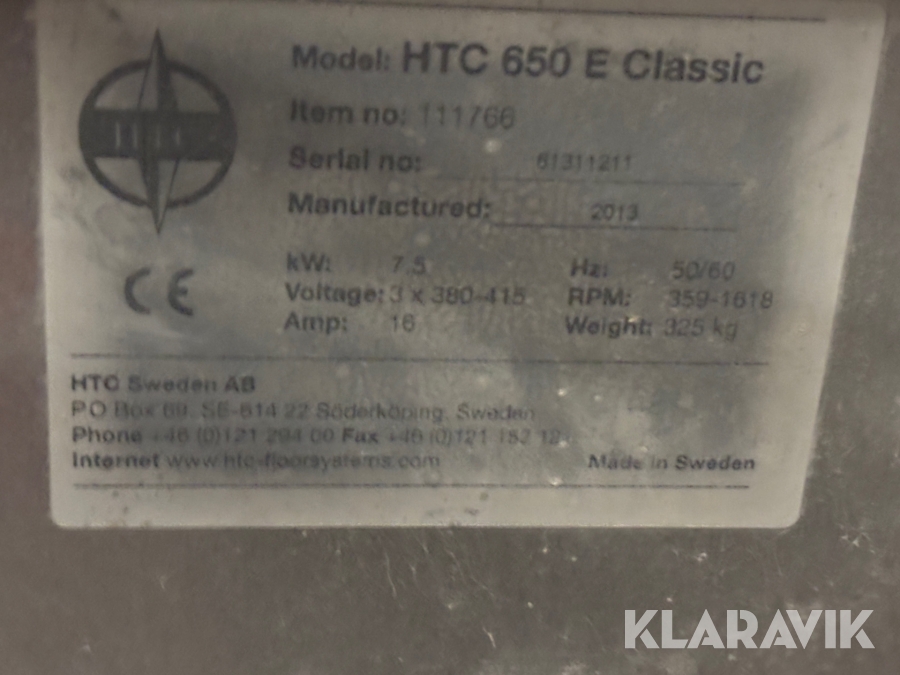 Model: HTC 650 E Classic
HTC
Item no: 111766
Serial no: 61311211
Manufactured: 2013
kW: 7.5 Hz: 50/60
Voltage: 3 x 380-415 RPM: 359-1618
Amp: 16 Weight: 325 kg
CE
HTC Sweden AB
PO Box 69, SE-614 22 Söderköping, Sweden
Phone +46 (0)121 294 00 Fax +46 (0)121 152 12
Internet www.htc-floorsystems.com Made in Sweden
KLARAVIK